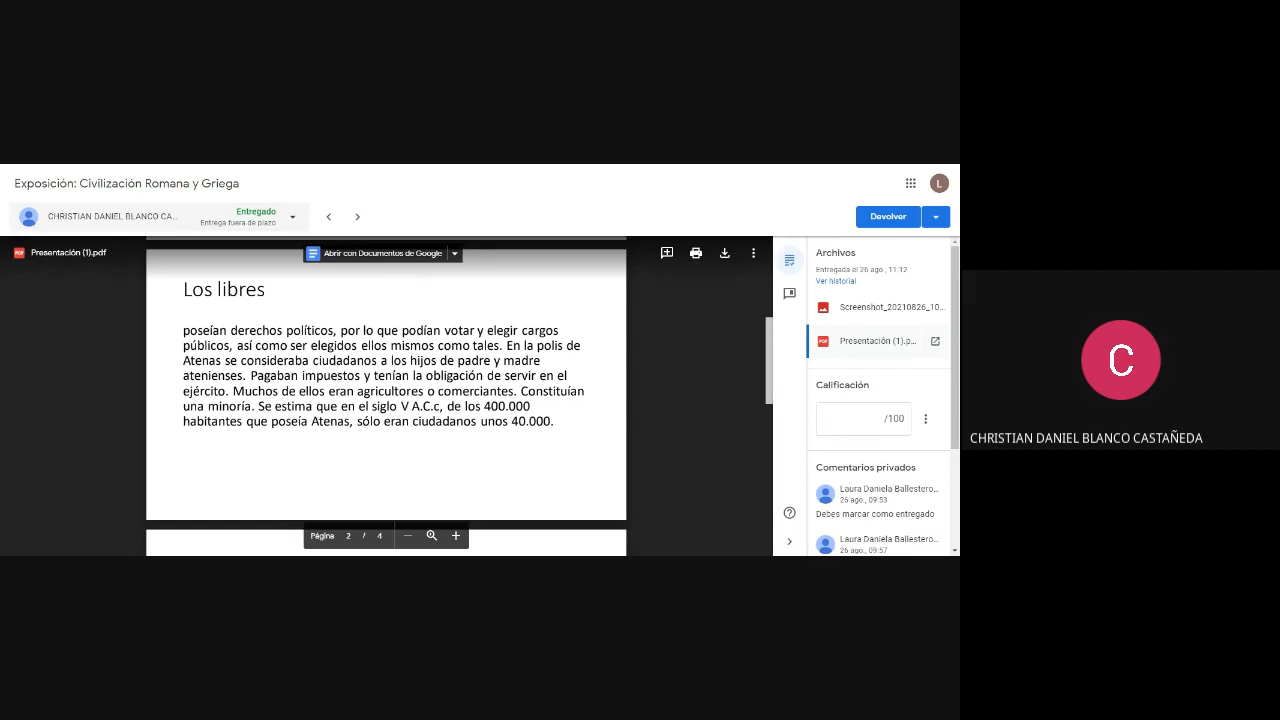 Exposición: Civilización Romana y Griega
L
CHRISTIAN DANIEL BLANCO CA...
Entregado
Entrega fuera de plazo
Devolver
PDF Presentación (1).pdf
Abrir con Documentos de Google
Los libres
poseían derechos políticos, por lo que podían votar y elegir cargos
públicos, así como ser elegidos ellos mismos como tales. En la polis de
Atenas se consideraba ciudadanos a los hijos de padre y madre
atenienses. Pagaban impuestos y tenían la obligación de servir en el
ejército. Muchos de ellos eran agricultores o comerciantes. Constituían
una minoría. Se estima que en el siglo V A.C.c, de los 400.000
habitantes que poseía Atenas, sólo eran ciudadanos unos 40.000.
Página 2 / 4
Archivos
Entregada el 26 ago., 11:12
Ver historial
Screenshot_20210826_10...
PDF Presentación (1).p...
Calificación
/100
Comentarios privados
Laura Daniela Ballestero...
26 ago., 09:53
Debes marcar como entregado
Laura Daniela Ballestero...
26 ago., 09:57
C
CHRISTIAN DANIEL BLANCO CASTAÑEDA